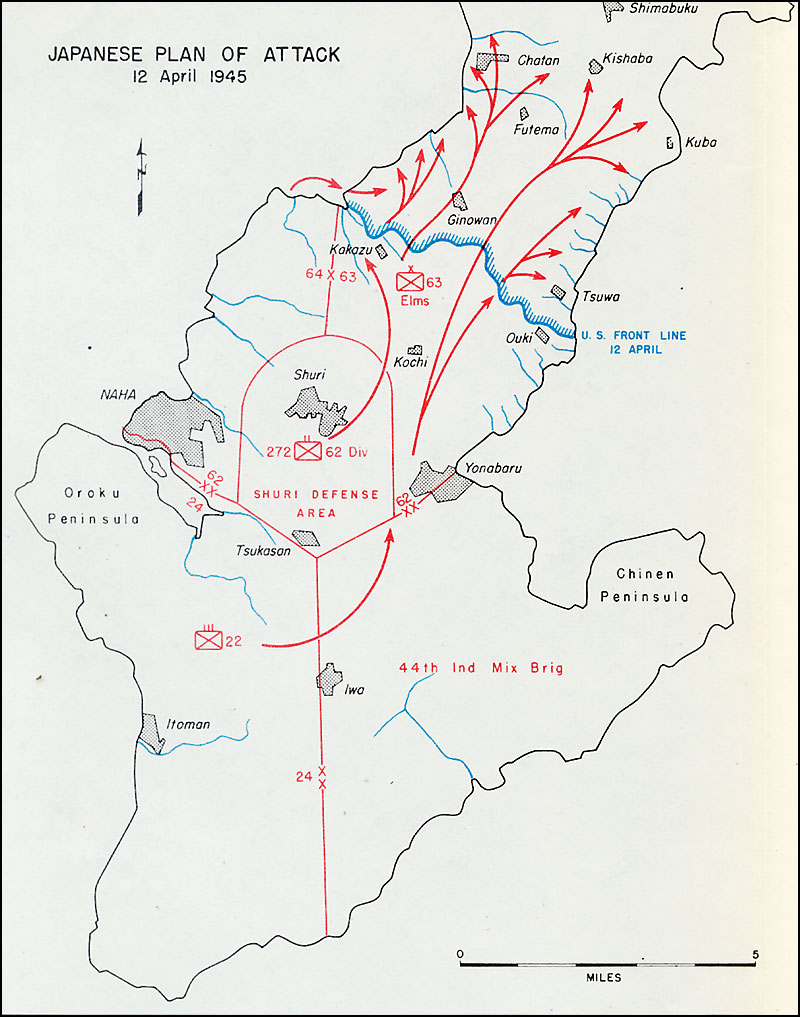 JAPANESE PLAN OF ATTACK
12 April 1945
Shimabuku
Chatan
Kishaba
Futema
Kuba
Ginowan
Kakazu
64 X 63
X
63
Elms
Tsuwa
Ouki
U. S. FRONT LINE
12 APRIL
Kochi
Shuri
NAHA
272
62 Div
Yonabaru
62
XX
24
SHURI DEFENSE
AREA
62
XX
Oroku
Peninsula
Tsukasan
Chinen
Peninsula
22
44th Ind Mix Brig
Iwa
Itoman
24 X
X
0
5
MILES